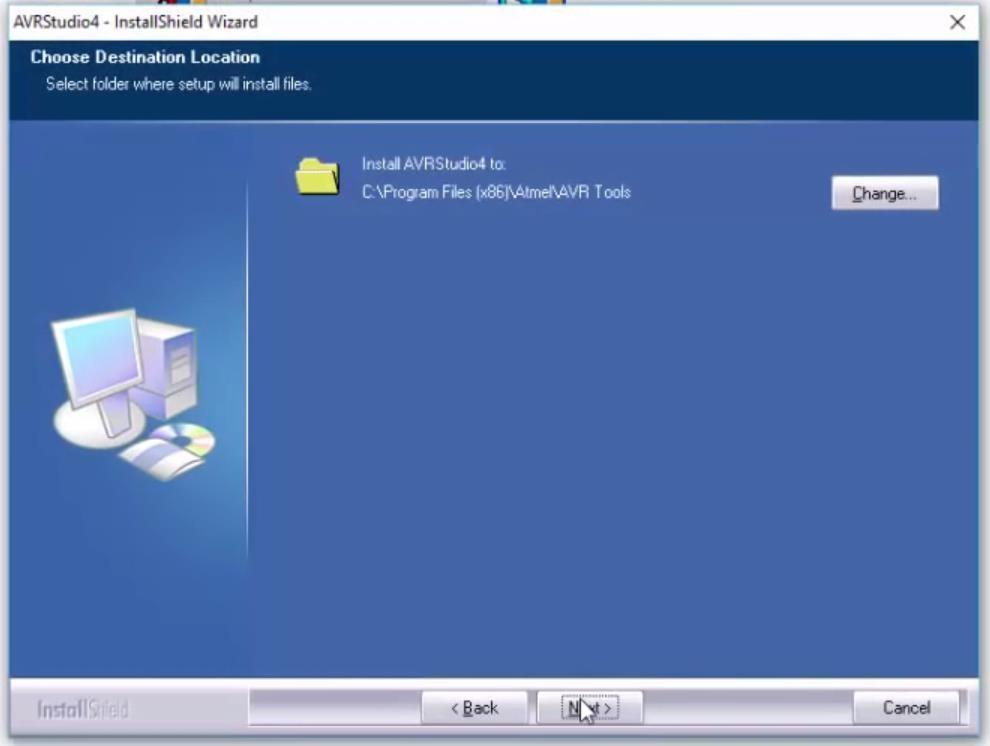 AVRStudio4 - InstallShield Wizard
Choose Destination Location
Select folder where setup will install files.
Install AVRStudio4 to:
C:\Program Files (x86)\Atmel\AVR Tools
Change...
InstallShield
< Back
Next >
Cancel